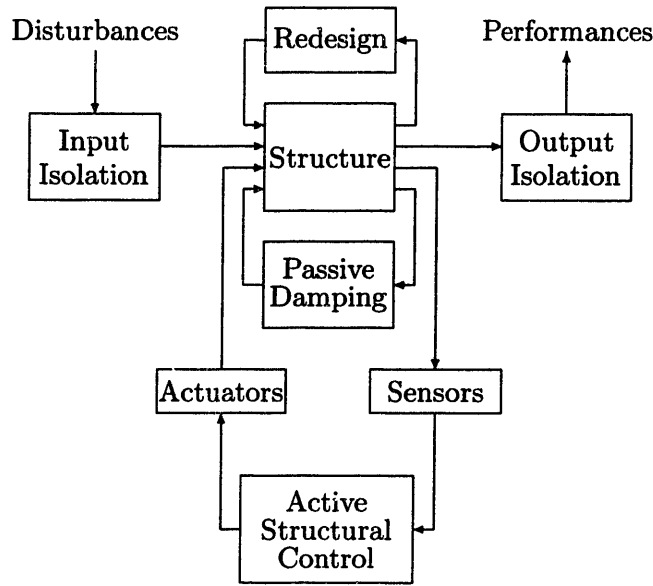 Disturbances
Redesign
Performances
Input
Isolation
Structure
Output
Isolation
Passive
Damping
Actuators
Sensors
Active
Structural
Control